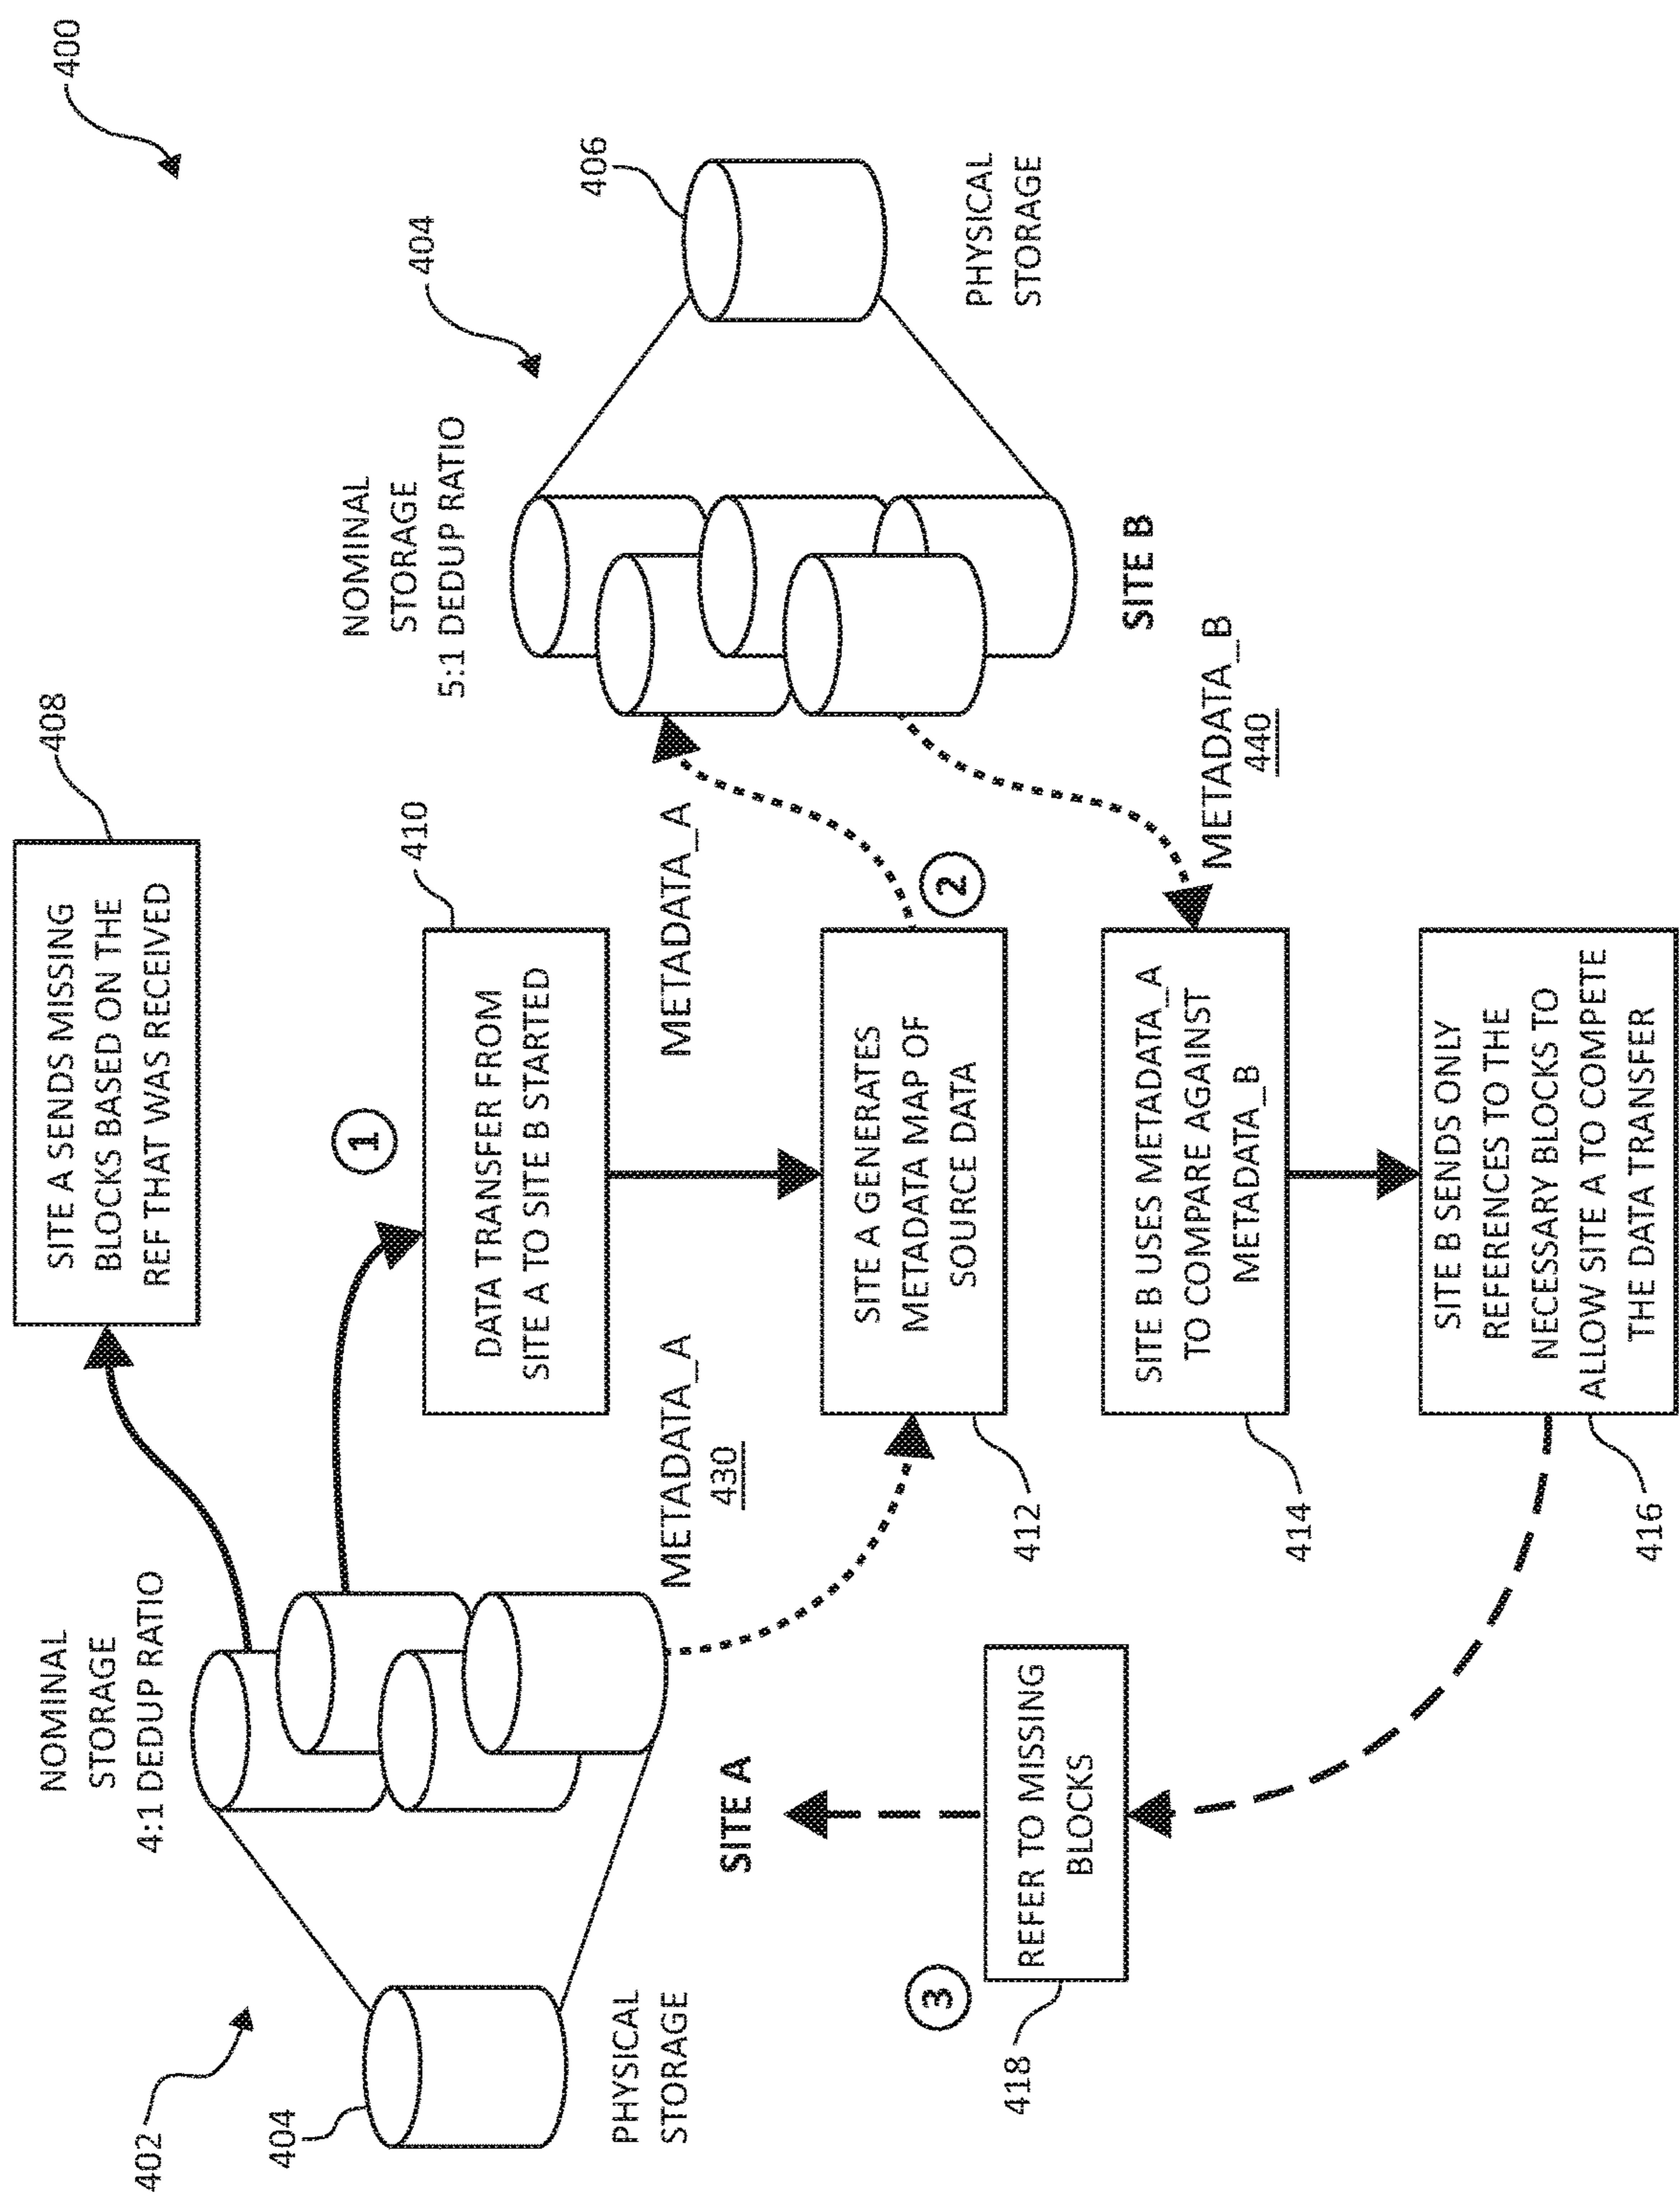 400
402
NOMINAL
STORAGE
4:1 DEDUP RATIO
404
PHYSICAL
STORAGE
SITE A
SITE A SENDS MISSING
BLOCKS BASED ON THE
REF THAT WAS RECEIVED
408
1
DATA TRANSFER FROM
SITE A TO SITE B STARTED
410
METADATA_A
430
METADATA_A
SITE A GENERATES
METADATA MAP OF
SOURCE DATA
412
2
NOMINAL
STORAGE
5:1 DEDUP RATIO
404
406
PHYSICAL
STORAGE
SITE B
METADATA_B
440
SITE B USES METADATA_A
TO COMPARE AGAINST
METADATA_B
414
SITE B SENDS ONLY
REFERENCES TO THE
NECESSARY BLOCKS TO
ALLOW SITE A TO COMPETE
THE DATA TRANSFER
416
3
REFER TO MISSING
BLOCKS
418